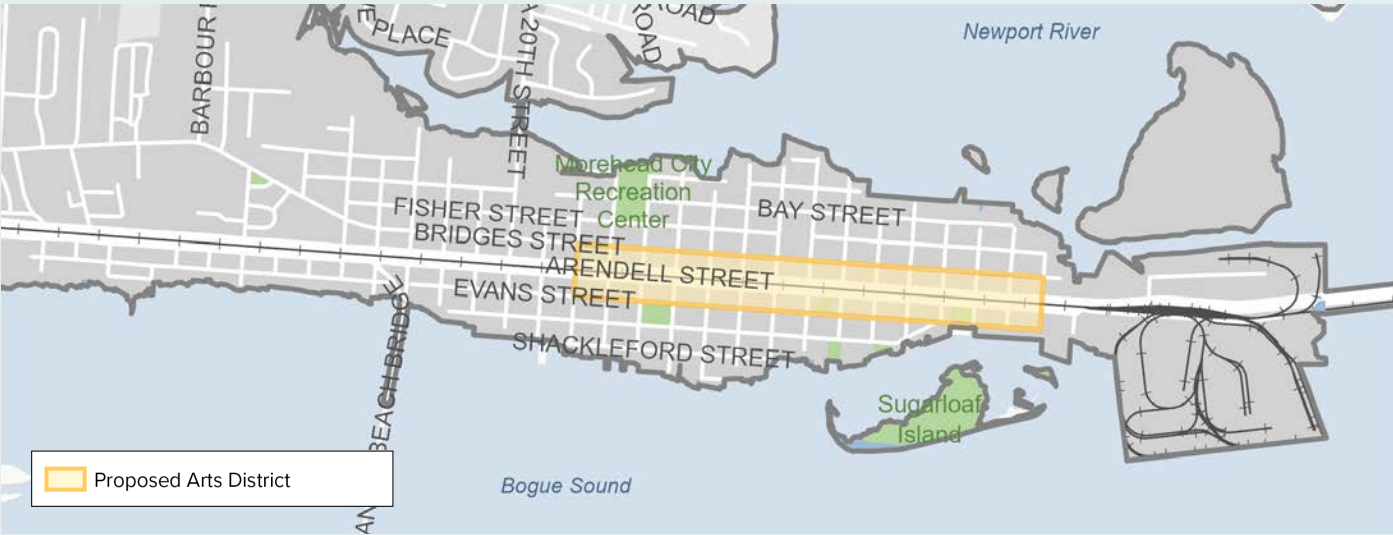 ROAD
Newport River
PLACE
ROAD
BARBOUR
20TH STREET
Morehead City
Recreation
Center
FISHER STREET
BAY STREET
BRIDGES STREET
ARENDELL STREET
EVANS STREET
SHACKLEFORD STREET
BEACH BRIDGE
Sugarloaf
Island
Proposed Arts District
Bogue Sound